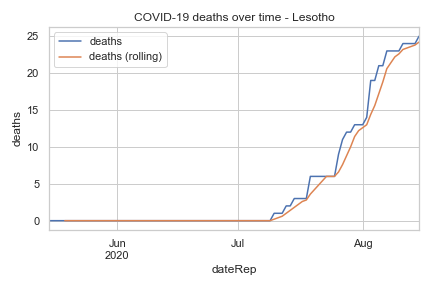 COVID-19 deaths over time - Lesotho
deaths
deaths (rolling)
25
20
15
10
5
0
deaths
Jun
2020
Jul
Aug
dateRep